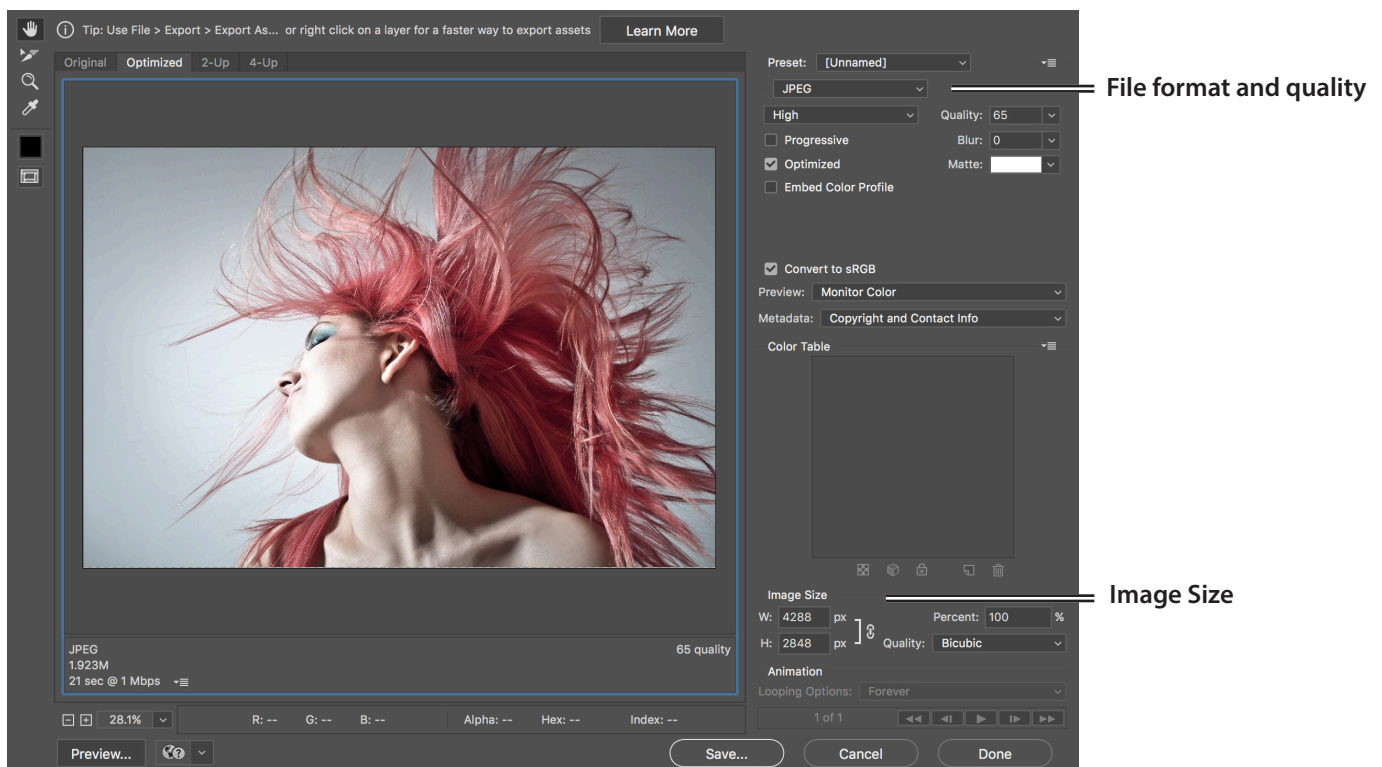 Tip: Use File > Export > Export As... or right click on a layer for a faster way to export assets Learn More
Original Optimized 2-Up 4-Up
Preset: [Unnamed]
JPEG
File format and quality
High Quality: 65
Progressive Blur: 0
Optimized Matte:
Embed Color Profile
Convert to sRGB
Preview: Monitor Color
Metadata: Copyright and Contact Info
Color Table
Image Size
Image Size
W: 4288 px Percent: 100 %
H: 2848 px Quality: Bicubic
JPEG 65 quality
1.923M
21 sec @ 1 Mbps
Animation
Looping Options: Forever
1 of 1
28.1% R: -- G: -- B: -- Alpha: -- Hex: -- Index: --
Preview... Save... Cancel Done